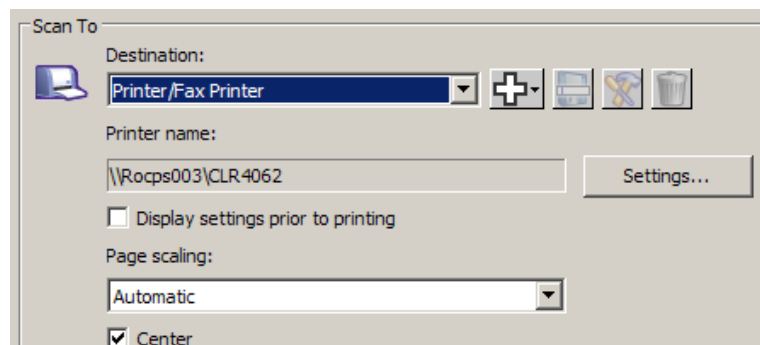 Scan To
Destination:
Printer/Fax Printer
Printer name:
\\Rocps003\CLR4062
Settings...
Display settings prior to printing
Page scaling:
Automatic
Center